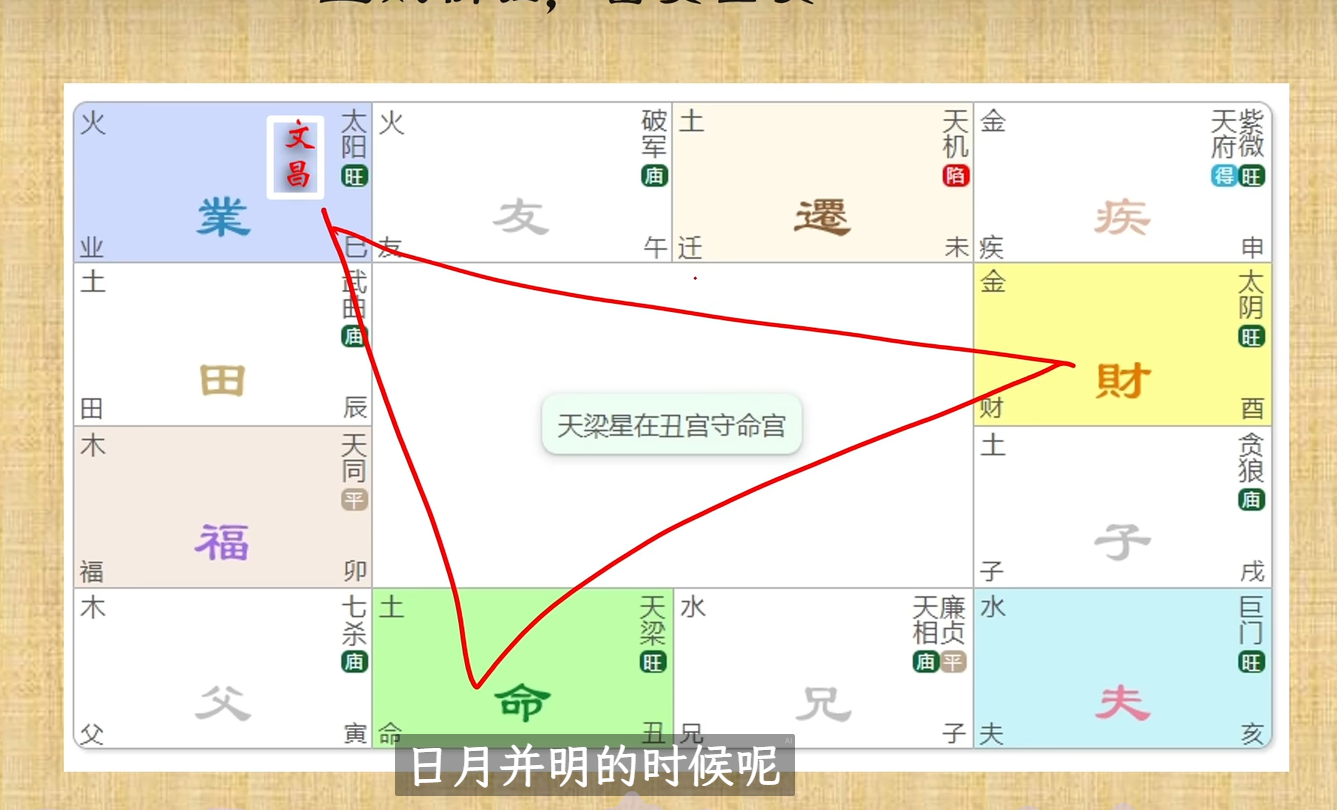 火
文昌
太阳
旺
業
业
巳
火
破军
庙
友
友
午
土
天机
陷
遷
迁
未
金
天府
得
紫微
旺
疾
疾
申
土
武曲
庙
田
田
辰
天梁星在丑宫守命宫
金
太阴
旺
財
财
酉
木
天同
平
福
福
卯
土
贪狼
庙
子
子
戌
木
七杀
庙
父
父
寅
土
天梁
旺
命
命
丑
水
天相
庙
廉贞
平
兄
兄
子
水
巨门
旺
夫
夫
亥
日月并明的时候呢
AI